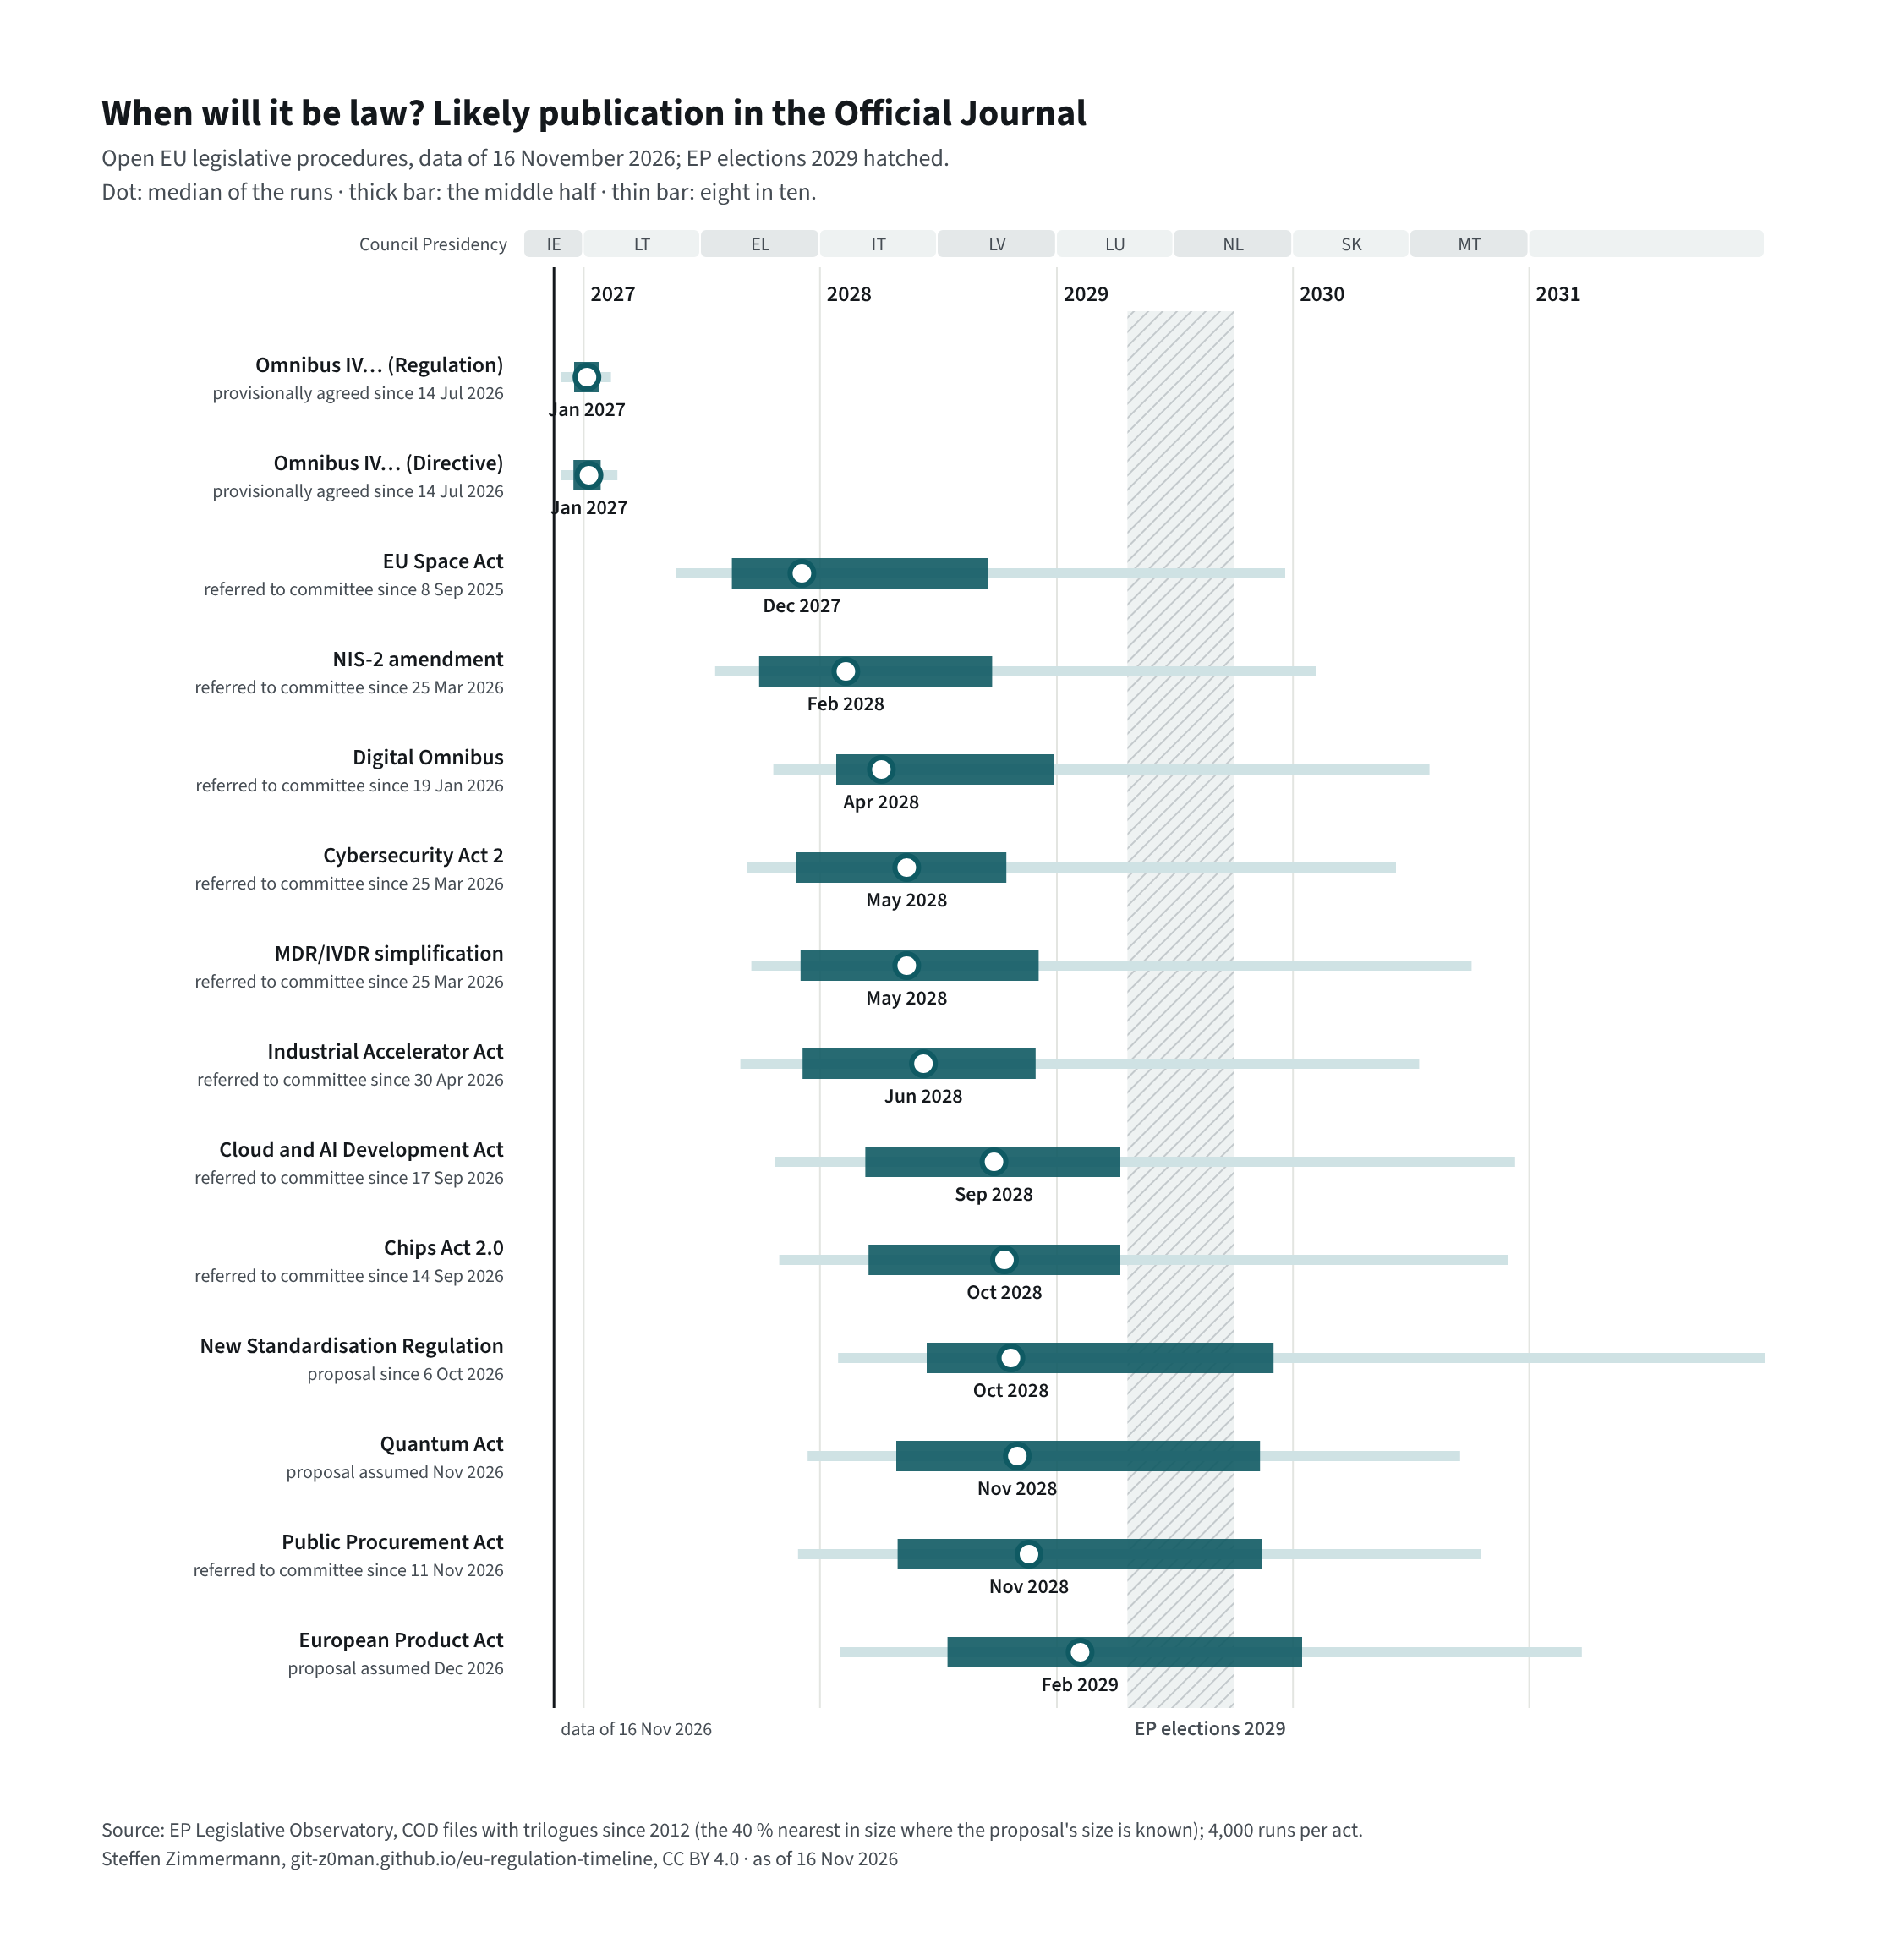 When will it be law? Likely publication in the Official Journal
Open EU legislative procedures, data of 16 November 2026; EP elections 2029 hatched.
Dot: median of the runs · thick bar: the middle half · thin bar: eight in ten.
Council Presidency IE LT EL IT LV LU NL SK MT
2027 2028 2029 2030 2031
Omnibus IV… (Regulation)
provisionally agreed since 14 Jul 2026
Jan 2027
Omnibus IV… (Directive)
provisionally agreed since 14 Jul 2026
Jan 2027
EU Space Act
referred to committee since 8 Sep 2025
Dec 2027
NIS-2 amendment
referred to committee since 25 Mar 2026
Feb 2028
Digital Omnibus
referred to committee since 19 Jan 2026
Apr 2028
Cybersecurity Act 2
referred to committee since 25 Mar 2026
May 2028
MDR/IVDR simplification
referred to committee since 25 Mar 2026
May 2028
Industrial Accelerator Act
referred to committee since 30 Apr 2026
Jun 2028
Cloud and AI Development Act
referred to committee since 17 Sep 2026
Sep 2028
Chips Act 2.0
referred to committee since 14 Sep 2026
Oct 2028
New Standardisation Regulation
proposal since 6 Oct 2026
Oct 2028
Quantum Act
proposal assumed Nov 2026
Nov 2028
Public Procurement Act
referred to committee since 11 Nov 2026
Nov 2028
European Product Act
proposal assumed Dec 2026
Feb 2029
data of 16 Nov 2026 EP elections 2029
Source: EP Legislative Observatory, COD files with trilogues since 2012 (the 40 % nearest in size where the proposal's size is known); 4,000 runs per act.
Steffen Zimmermann, git-z0man.github.io/eu-regulation-timeline, CC BY 4.0 · as of 16 Nov 2026